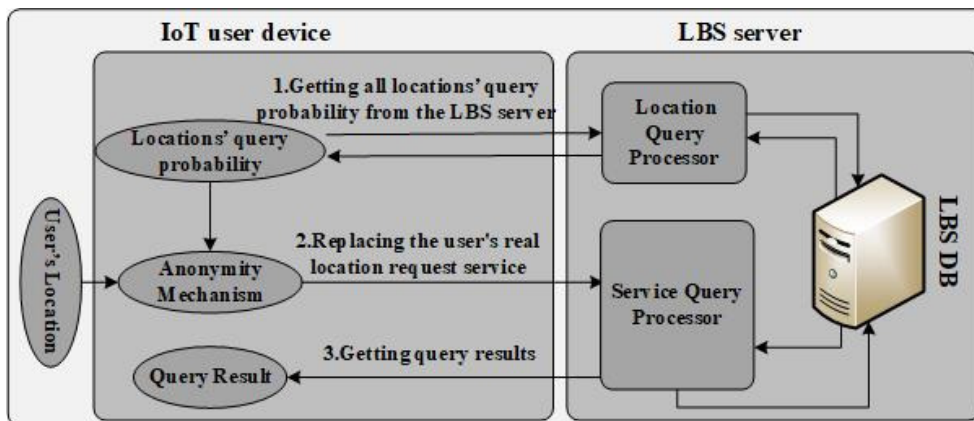 IoT user device
LBS server
1.Getting all locations’ query
probability from the LBS server
Locations’ query
probability
Location
Query
Processor
User’s Location
Anonymity
Mechanism
2.Replacing the user's real
location request service
Service Query
Processor
LBS DB
3.Getting query results
Query Result